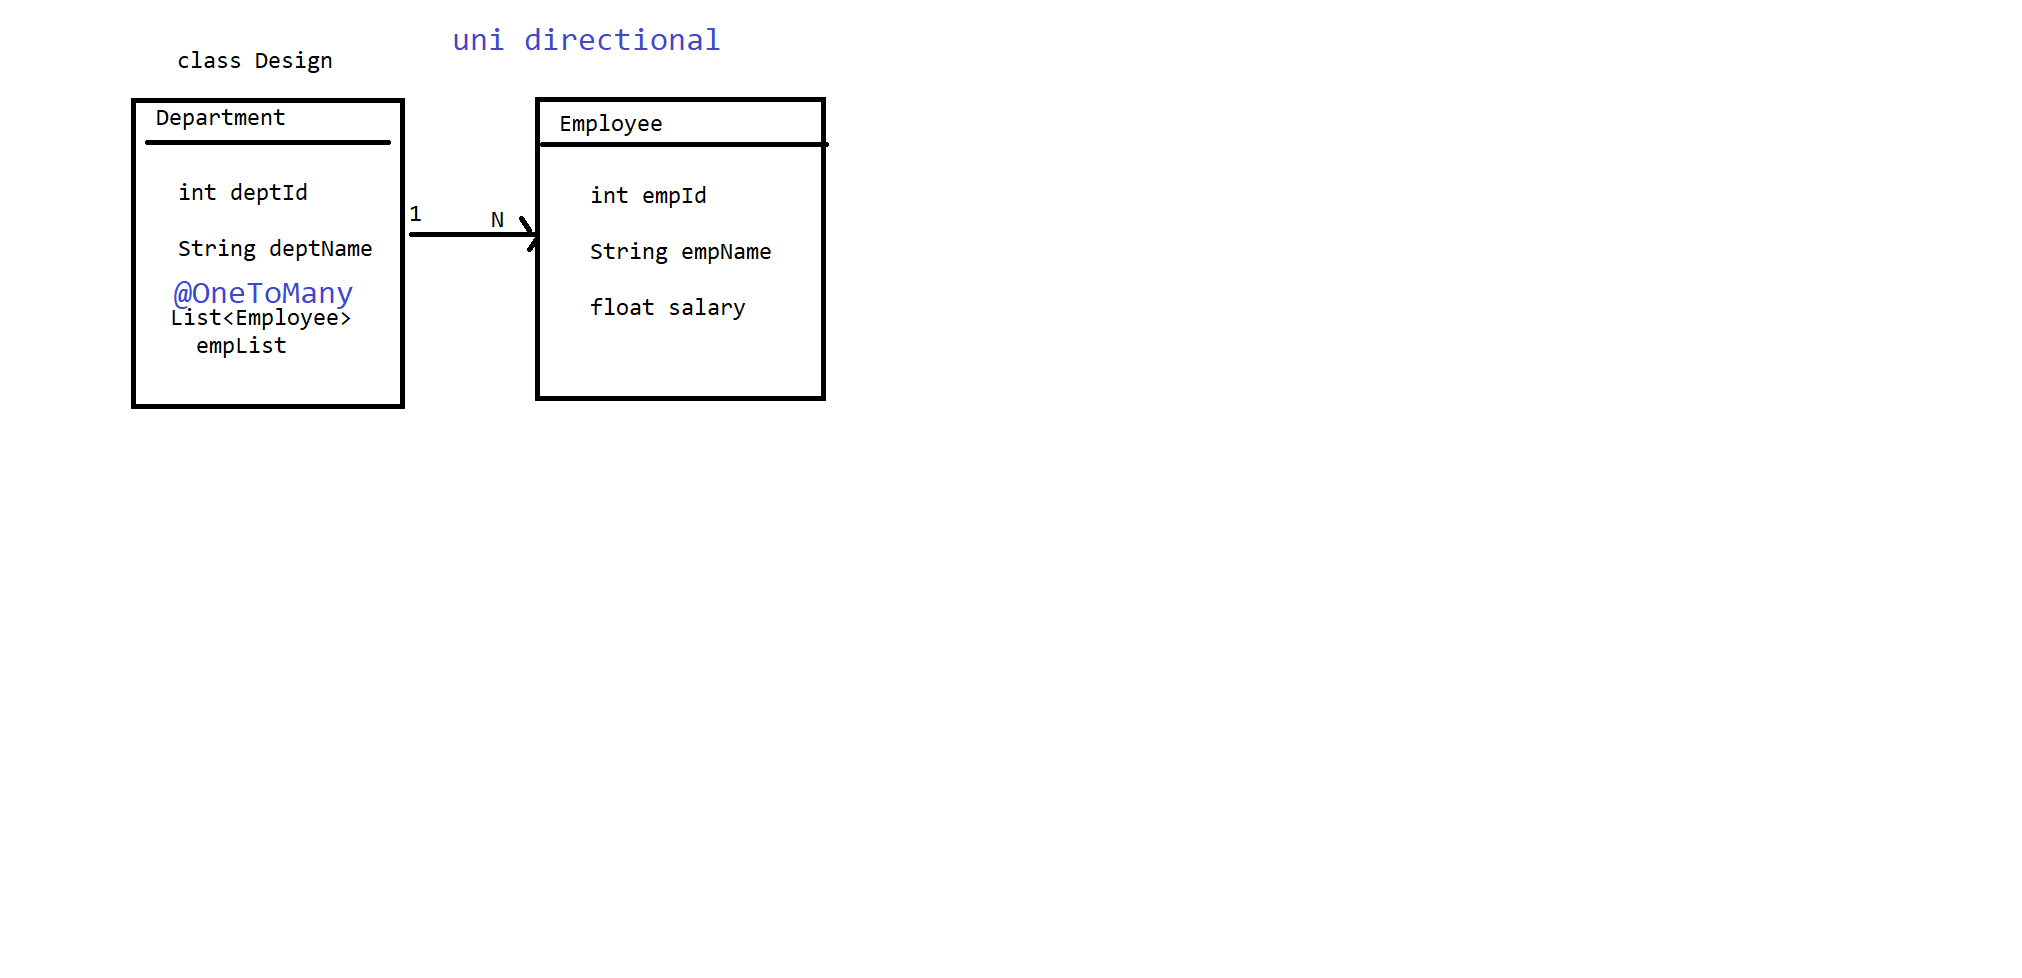 uni directional
class Design
Department
int deptId
String deptName
@OneToMany
List<Employee>
empList
1
N
Employee
int empId
String empName
float salary